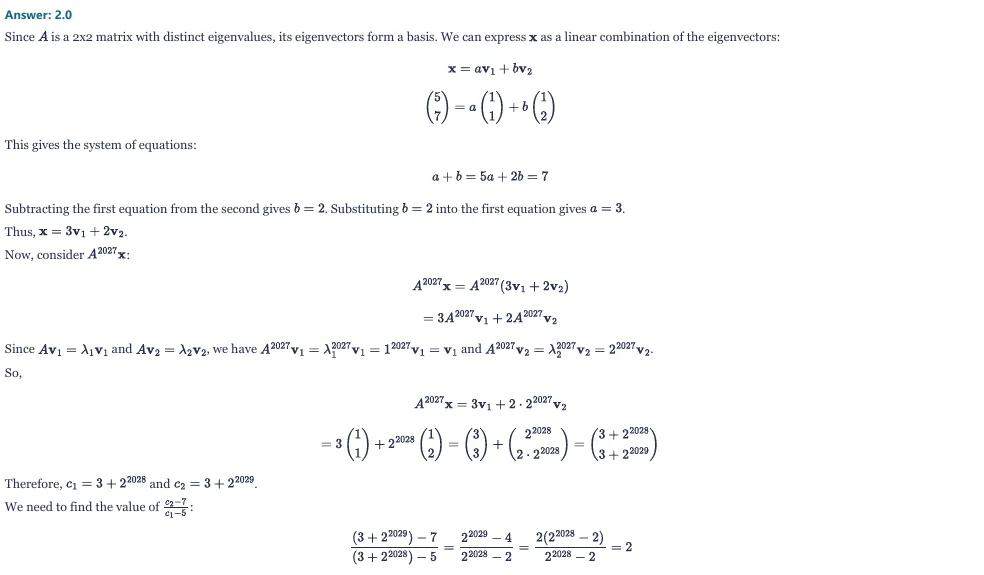 Answer: 2.0
Since A is a 2x2 matrix with distinct eigenvalues, its eigenvectors form a basis. We can express x as a linear combination of the eigenvectors:
x = av₁ + bv₂
(5 7) = a (1 1) + b (1 2)
This gives the system of equations:
a + b = 5a + 2b = 7
Subtracting the first equation from the second gives b = 2. Substituting b = 2 into the first equation gives a = 3.
Thus, x = 3v₁ + 2v₂.
Now, consider A²⁰²⁷x:
A²⁰²⁷x = A²⁰²⁷(3v₁ + 2v₂)
= 3A²⁰²⁷v₁ + 2A²⁰²⁷v₂
Since Av₁ = λ₁v₁ and Av₂ = λ₂v₂, we have A²⁰²⁷v₁ = λ₁²⁰²⁷v₁ = 1²⁰²⁷v₁ = v₁ and A²⁰²⁷v₂ = λ₂²⁰²⁷v₂ = 2²⁰²⁷v₂.
So,
A²⁰²⁷x = 3v₁ + 2 · 2²⁰²⁷v₂
= 3 (1 1) + 2²⁰²⁸ (1 2) = (3 3) + (2²⁰²⁸ 2 · 2²⁰²⁸) = (3 + 2²⁰²⁸ 3 + 2²⁰²⁹)
Therefore, c₁ = 3 + 2²⁰²⁸ and c₂ = 3 + 2²⁰²⁹.
We need to find the value of (c₂−7)/(c₁−5):
((3 + 2²⁰²⁹) − 7)/((3 + 2²⁰²⁸) − 5) = (2²⁰²⁹ − 4)/(2²⁰²⁸ − 2) = 2(2²⁰²⁸ − 2)/(2²⁰²⁸ − 2) = 2